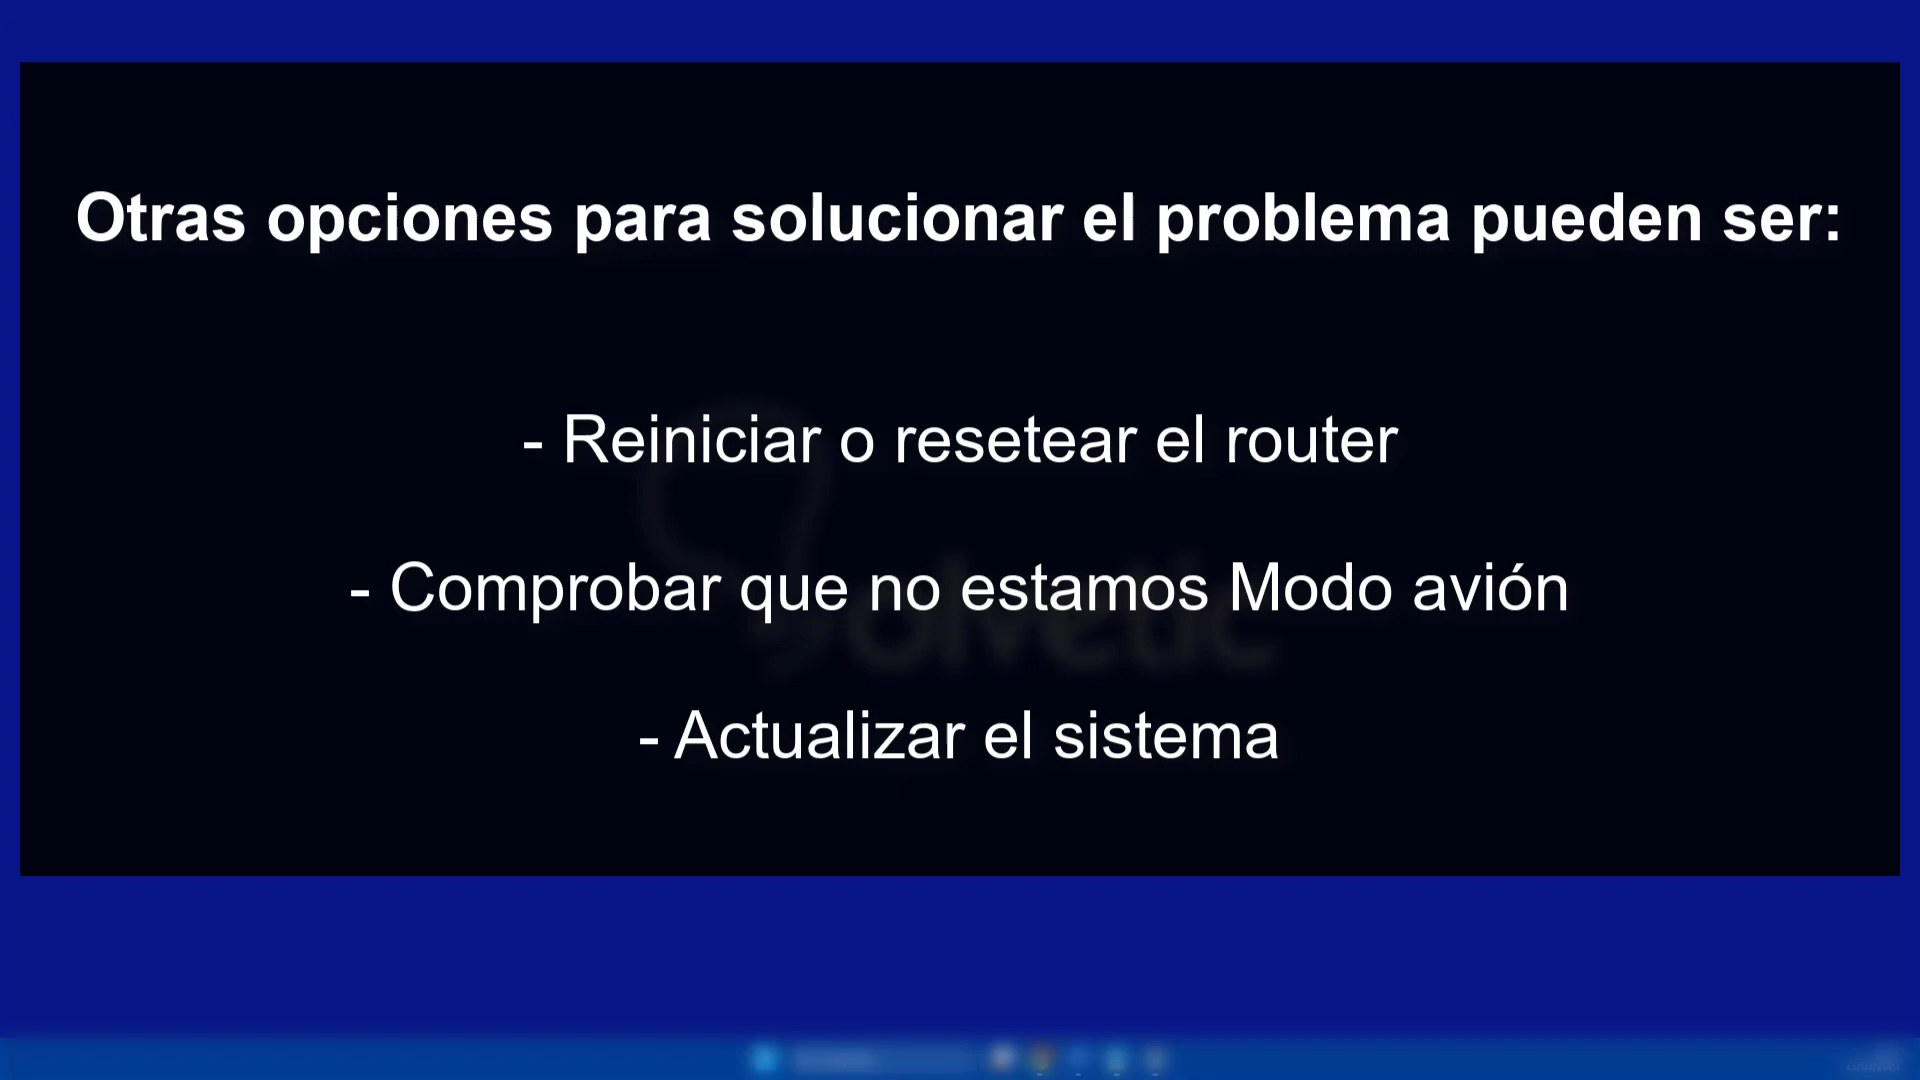 Otras opciones para solucionar el problema pueden ser:
- Reiniciar o resetear el router
- Comprobar que no estamos Modo avión
- Actualizar el sistema